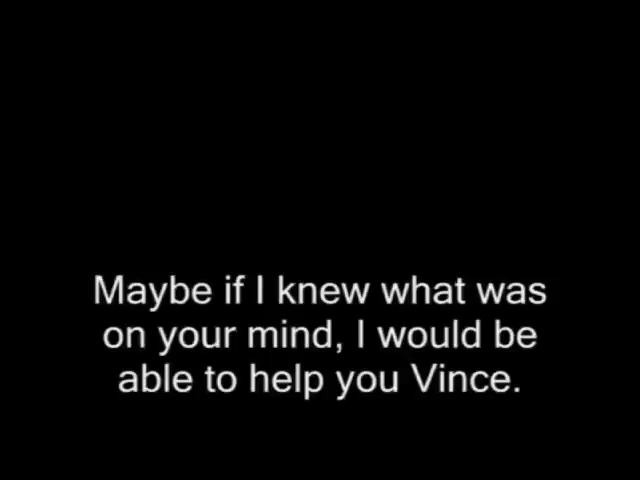 Maybe if I knew what was
on your mind, I would be
able to help you Vince.